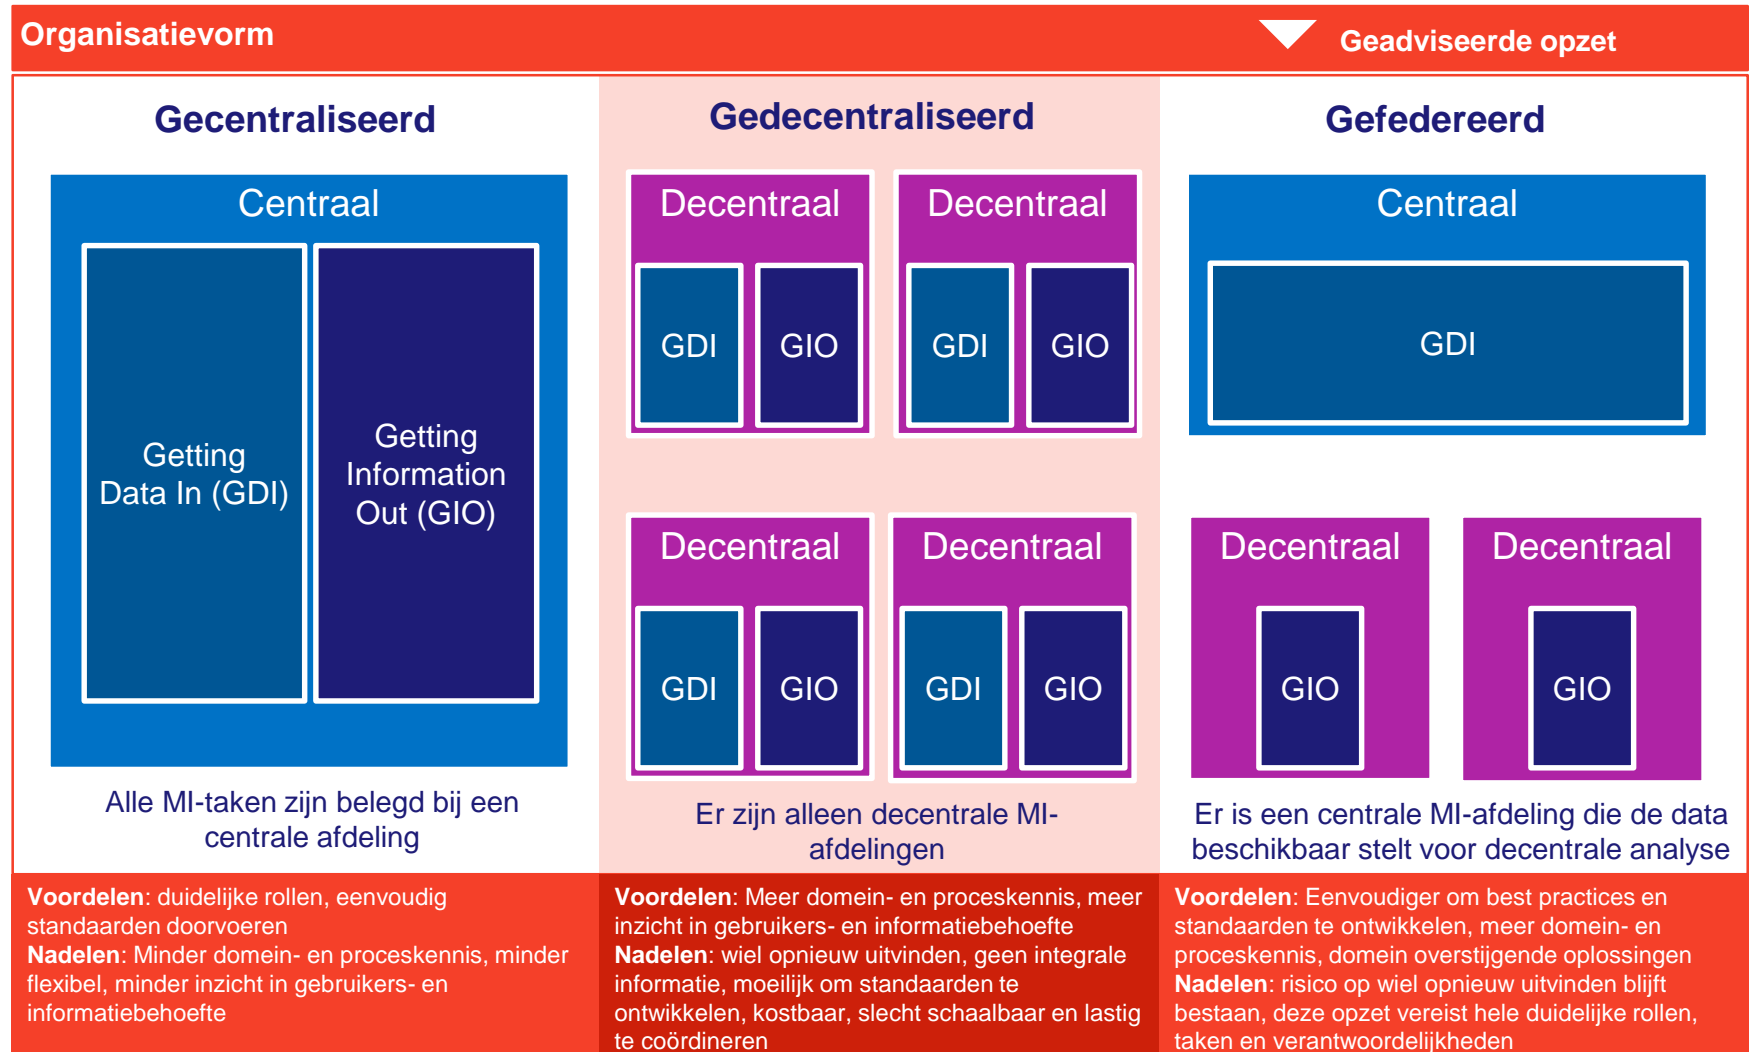 Organisatievorm
Geadviseerde opzet
Gecentraliseerd
Centraal
Getting
Data In (GDI)
Getting
Information
Out (GIO)
Alle MI-taken zijn belegd bij een
centrale afdeling
Voordelen: duidelijke rollen, eenvoudig
standaarden doorvoeren
Nadelen: Minder domein- en proceskennis, minder
flexibel, minder inzicht in gebruikers- en
informatiebehoefte
Gedecentraliseerd
Decentraal
GDI
GIO
Decentraal
GDI
GIO
Decentraal
GDI
GIO
Decentraal
GDI
GIO
Er zijn alleen decentrale MI-
afdelingen
Voordelen: Meer domein- en proceskennis, meer
inzicht in gebruikers- en informatiebehoefte
Nadelen: wiel opnieuw uitvinden, geen integrale
informatie, moeilijk om standaarden te
ontwikkelen, kostbaar, slecht schaalbaar en lastig
te coördineren
Gefedereerd
Centraal
GDI
Decentraal
GIO
Decentraal
GIO
Er is een centrale MI-afdeling die de data
beschikbaar stelt voor decentrale analyse
Voordelen: Eenvoudiger om best practices en
standaarden te ontwikkelen, meer domein- en
proceskennis, domein overstijgende oplossingen
Nadelen: risico op wiel opnieuw uitvinden blijft
bestaan, deze opzet vereist hele duidelijke rollen,
taken en verantwoordelijkheden